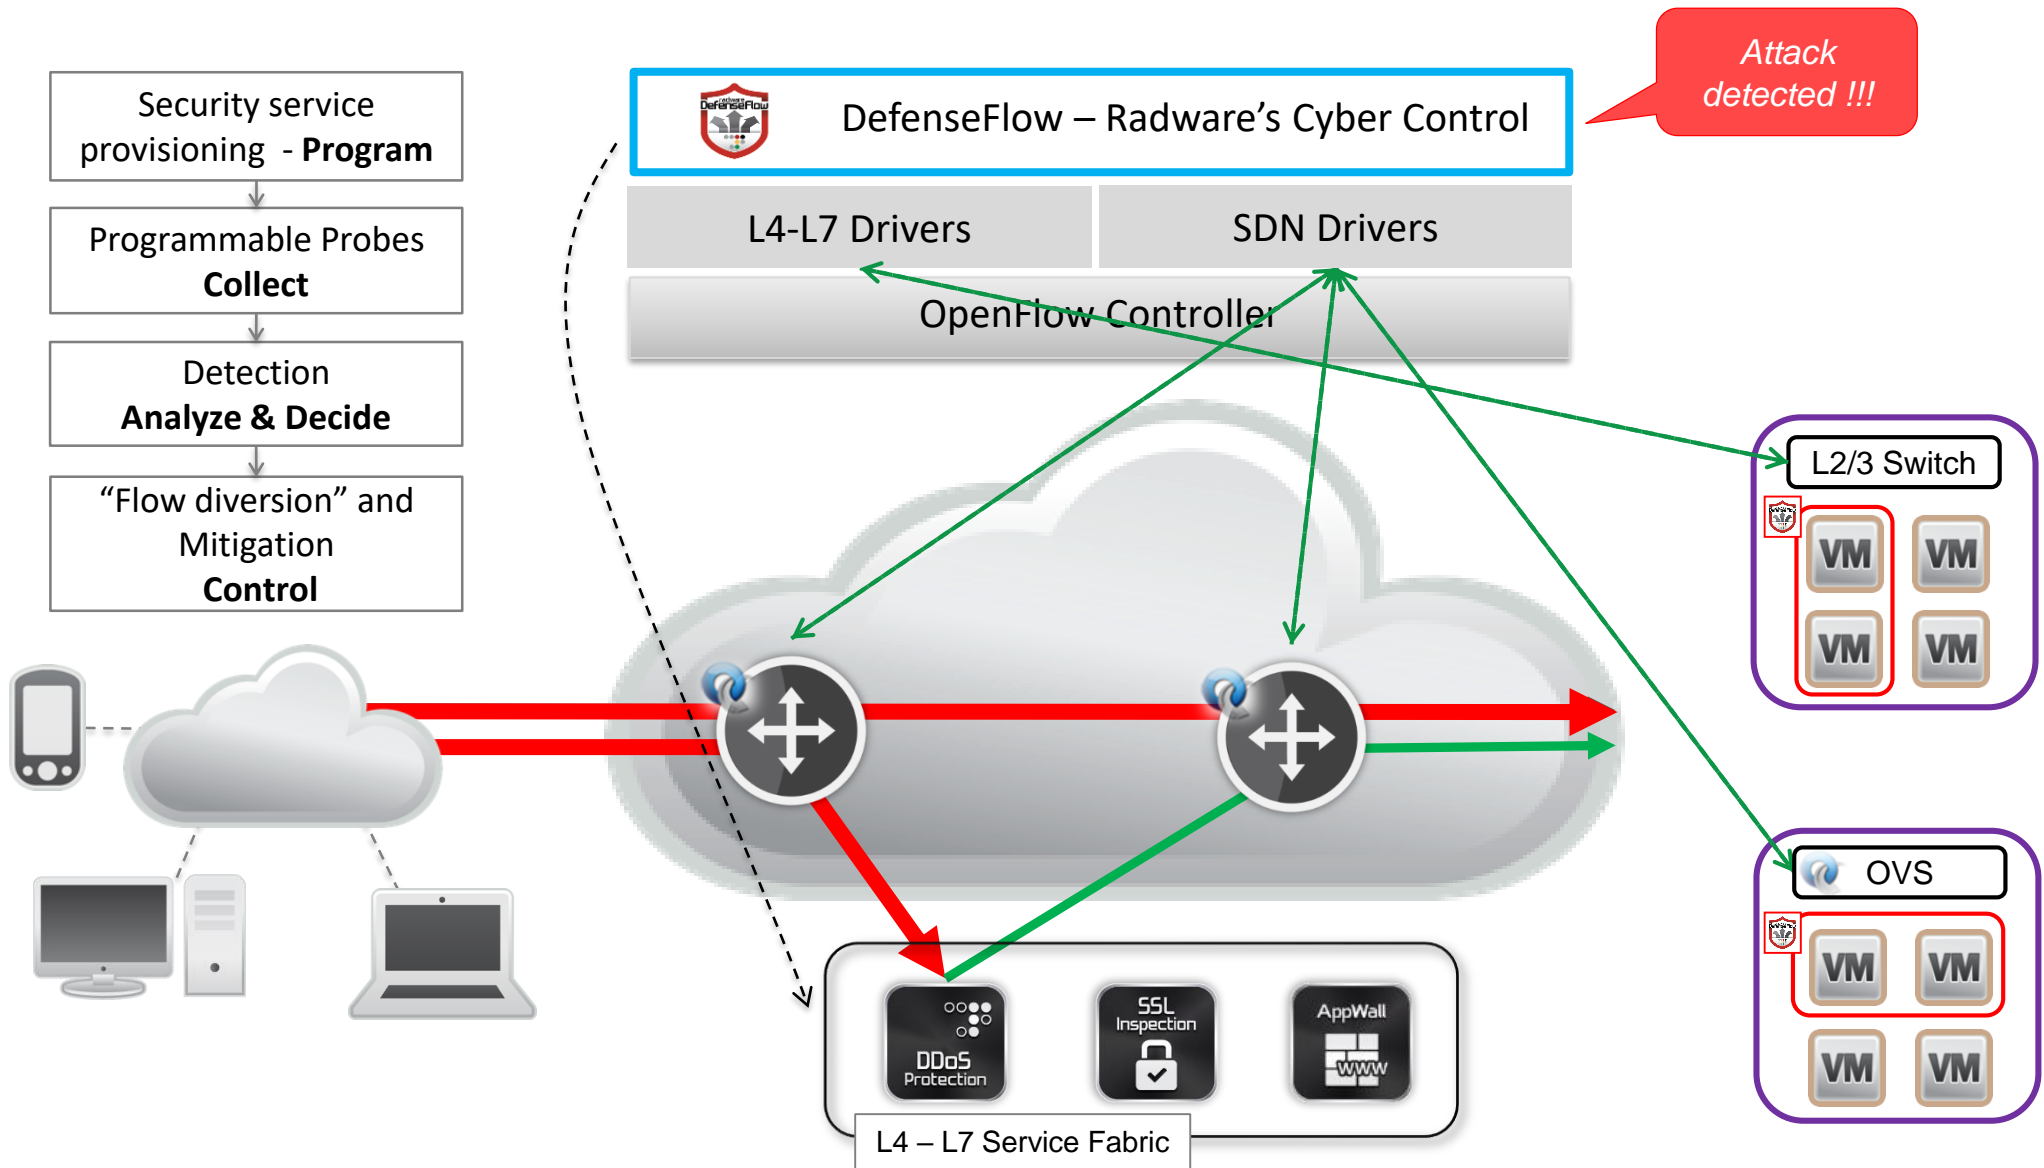 Security service
provisioning - Program
Programmable Probes
Collect
Detection
Analyze & Decide
“Flow diversion” and
Mitigation
Control
Attack
detected !!!
radware
DefenseFlow
DefenseFlow – Radware’s Cyber Control
L4-L7 Drivers
SDN Drivers
OpenFlow Controller
L2/3 Switch
VM
VM
VM
VM
OVS
VM
VM
VM
VM
DDoS
Protection
SSL
Inspection
AppWall
www
L4 – L7 Service Fabric